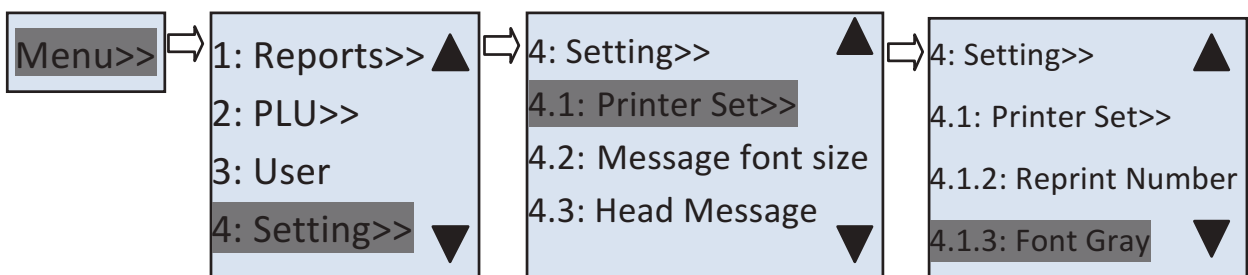 Menu>>
1: Reports>>
2: PLU>>
3: User
4: Setting>>
4: Setting>>
4.1: Printer Set>>
4.2: Message font size
4.3: Head Message
4: Setting>>
4.1: Printer Set>>
4.1.2: Reprint Number
4.1.3: Font Gray